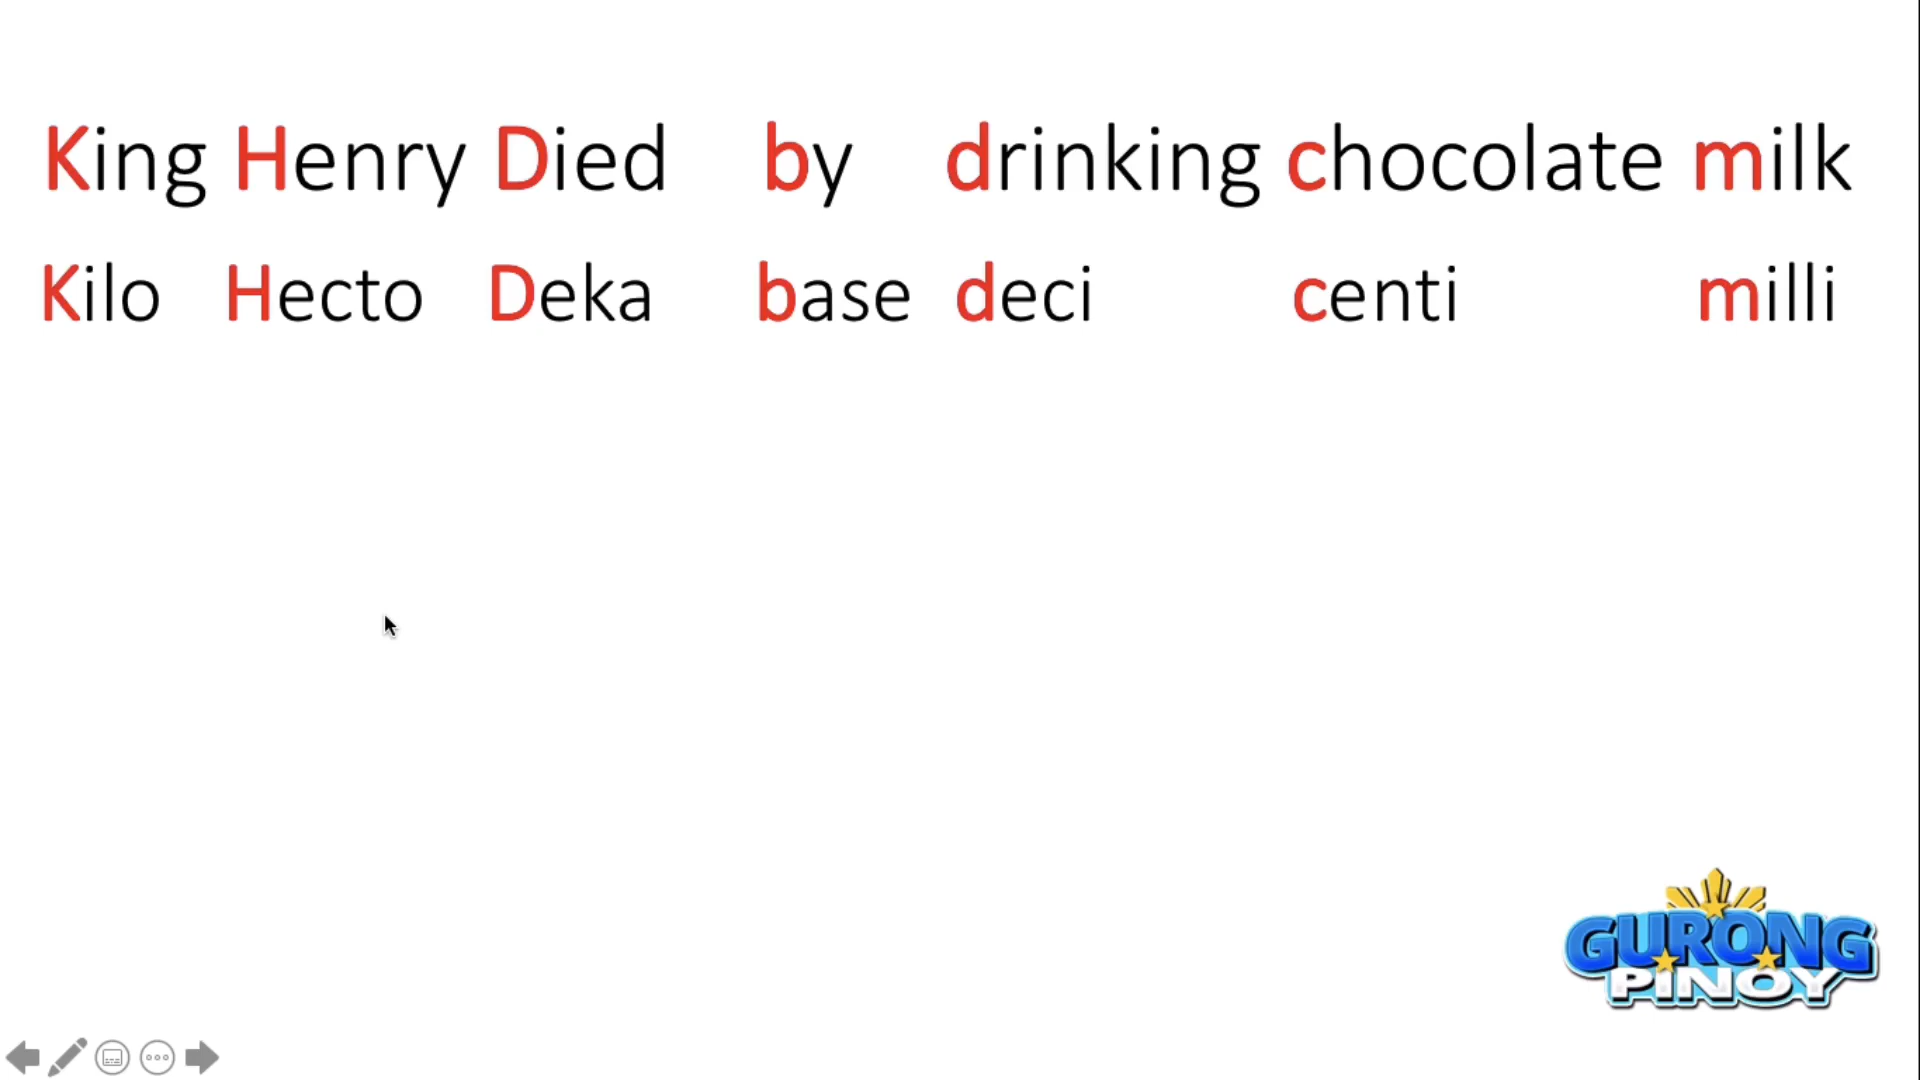 King Henry Died by drinking chocolate milk
Kilo Hecto Deka base deci centi milli
GURONG
PINOY